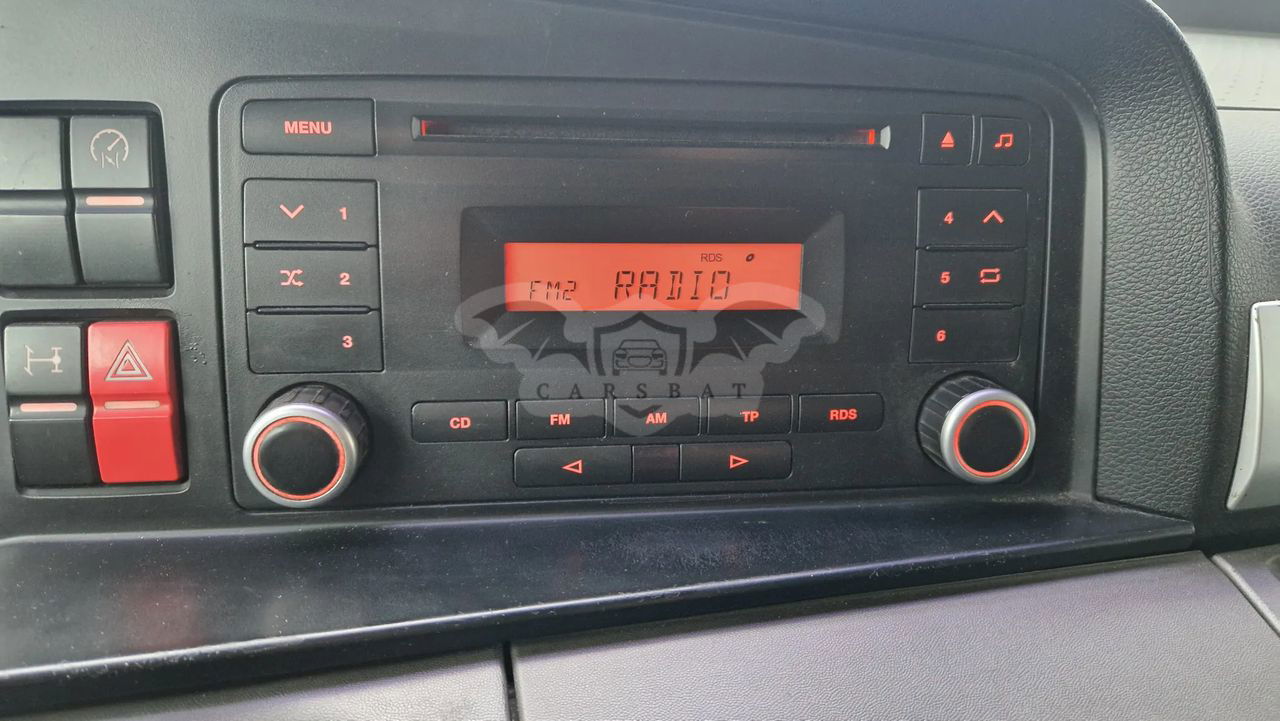 MENU
1
2
3
4
5
6
RDS
FM2 RADIO
CARSBAT
CD FM AM TP RDS